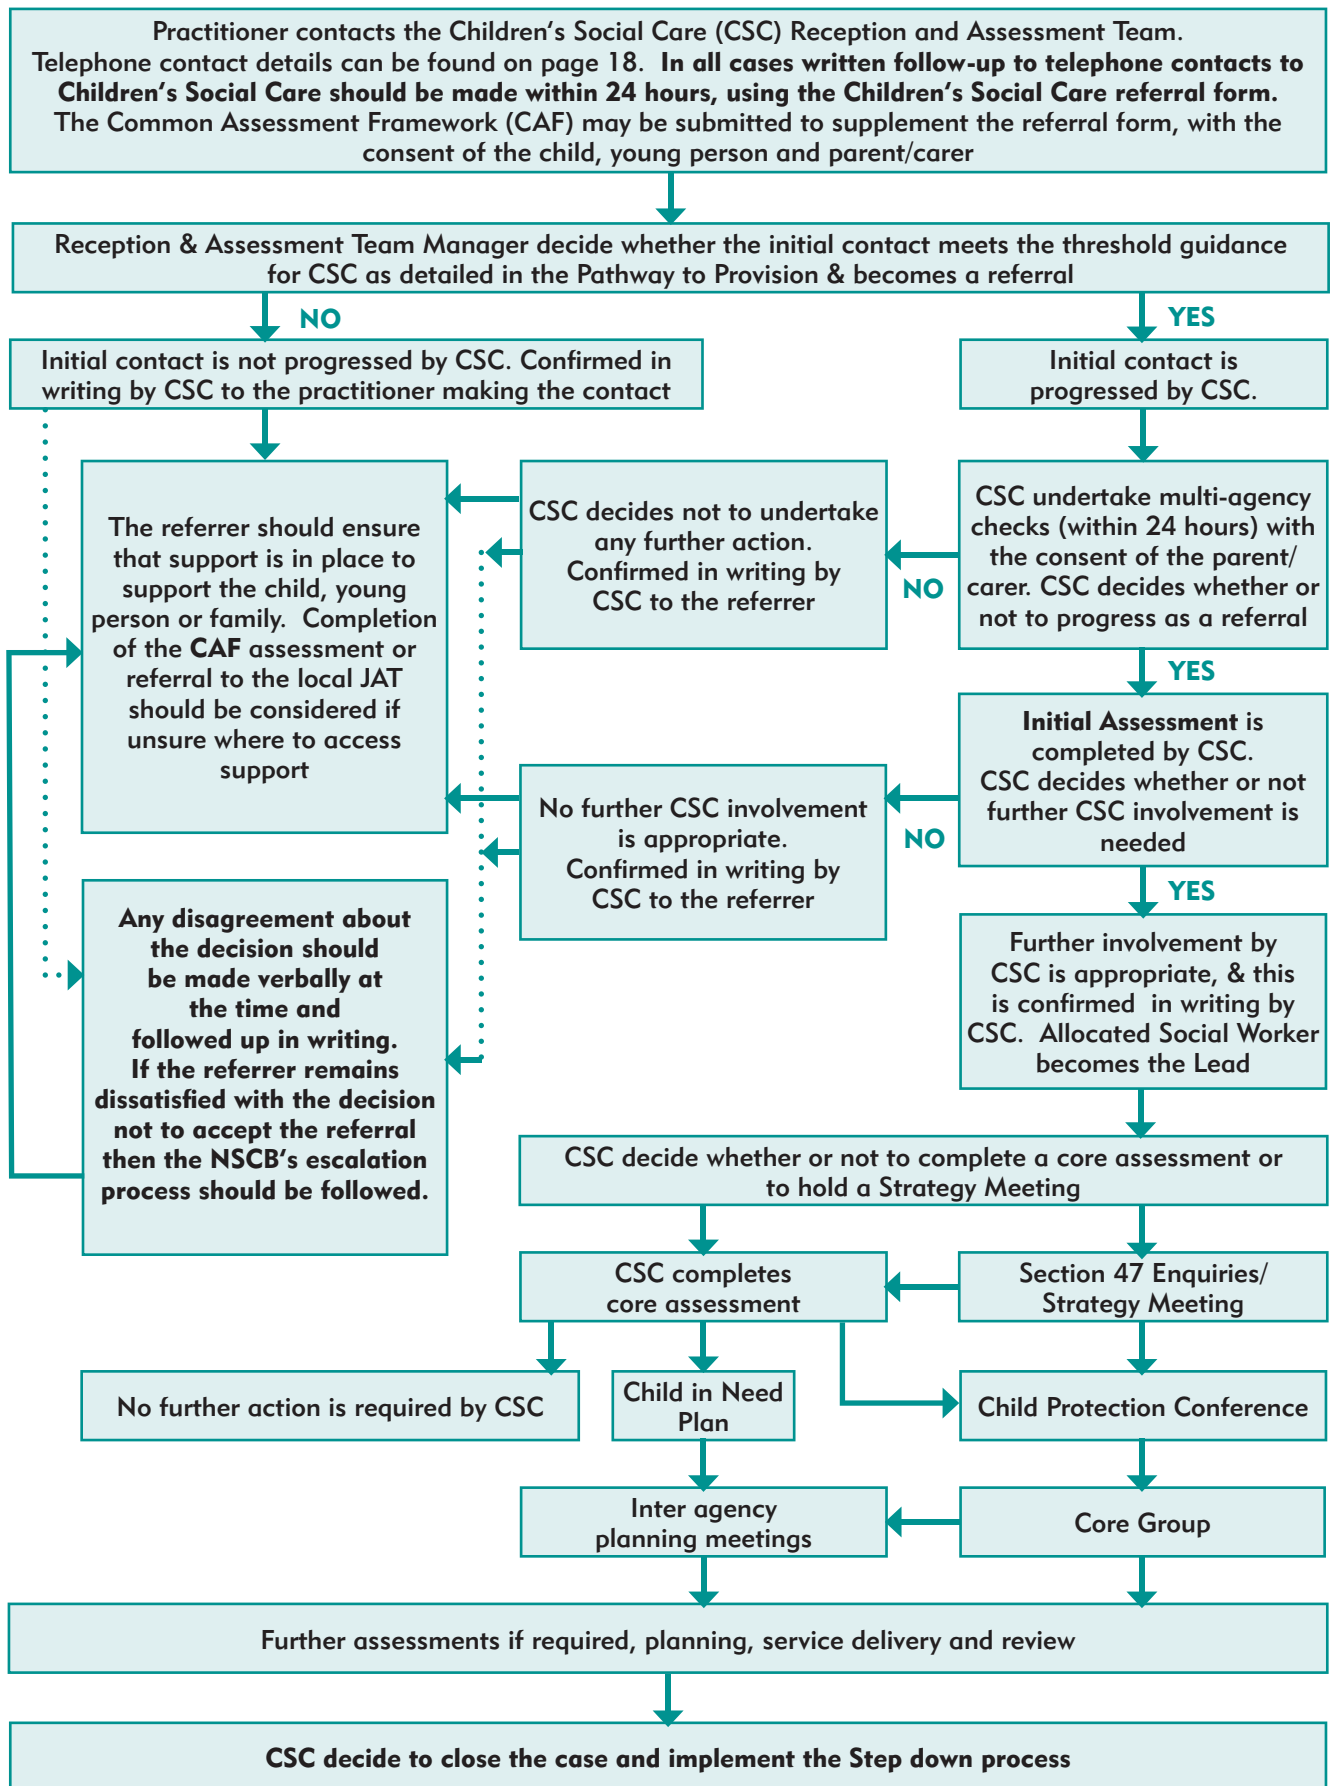 Practitioner contacts the Children's Social Care (CSC) Reception and Assessment Team.
Telephone contact details can be found on page 18. In all cases written follow-up to telephone contacts to
Children's Social Care should be made within 24 hours, using the Children's Social Care referral form.
The Common Assessment Framework (CAF) may be submitted to supplement the referral form, with the
consent of the child, young person and parent/carer
Reception & Assessment Team Manager decide whether the initial contact meets the threshold guidance
for CSC as detailed in the Pathway to Provision & becomes a referral
NO
YES
Initial contact is not progressed by CSC. Confirmed in
writing by CSC to the practitioner making the contact
Initial contact is
progressed by CSC.
The referrer should ensure
that support is in place to
support the child, young
person or family. Completion
of the CAF assessment or
referral to the local JAT
should be considered if
unsure where to access
support
CSC decides not to undertake
any further action.
Confirmed in writing by
CSC to the referrer
NO
CSC undertake multi-agency
checks (within 24 hours) with
the consent of the parent/
carer. CSC decides whether or
not to progress as a referral
YES
No further CSC involvement
is appropriate.
Confirmed in writing by
CSC to the referrer
NO
Initial Assessment is
completed by CSC.
CSC decides whether or not
further CSC involvement is
needed
YES
Any disagreement about
the decision should
be made verbally at
the time and
followed up in writing.
If the referrer remains
dissatisfied with the decision
not to accept the referral
then the NSCB's escalation
process should be followed.
Further involvement by
CSC is appropriate, & this
is confirmed in writing by
CSC. Allocated Social Worker
becomes the Lead
CSC decide whether or not to complete a core assessment or
to hold a Strategy Meeting
CSC completes
core assessment
Section 47 Enquiries/
Strategy Meeting
No further action is required by CSC
Child in Need
Plan
Child Protection Conference
Inter agency
planning meetings
Core Group
Further assessments if required, planning, service delivery and review
CSC decide to close the case and implement the Step down process